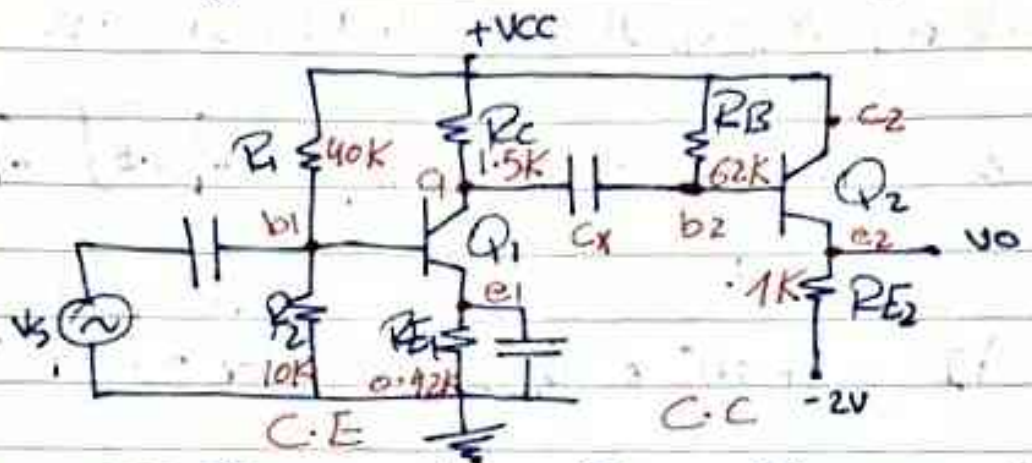 +VCC
R1 40K
RC
1.5K
RB
62K
c2
Q2
b1
Q1
Cx
b2
e2
VO
VS
R2
10K
e1
RE1
0.42K
1K
RE2
C.E
C.C
-2V